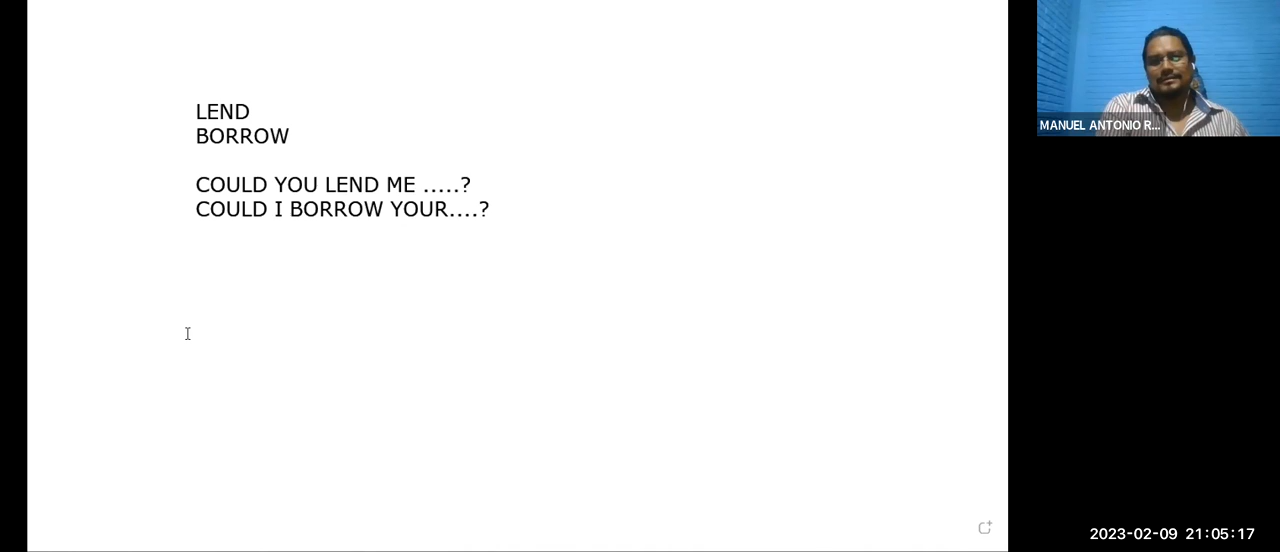 LEND
BORROW
COULD YOU LEND ME .....?
COULD I BORROW YOUR....?
MANUEL ANTONIO R...
2023-02-09 21:05:17